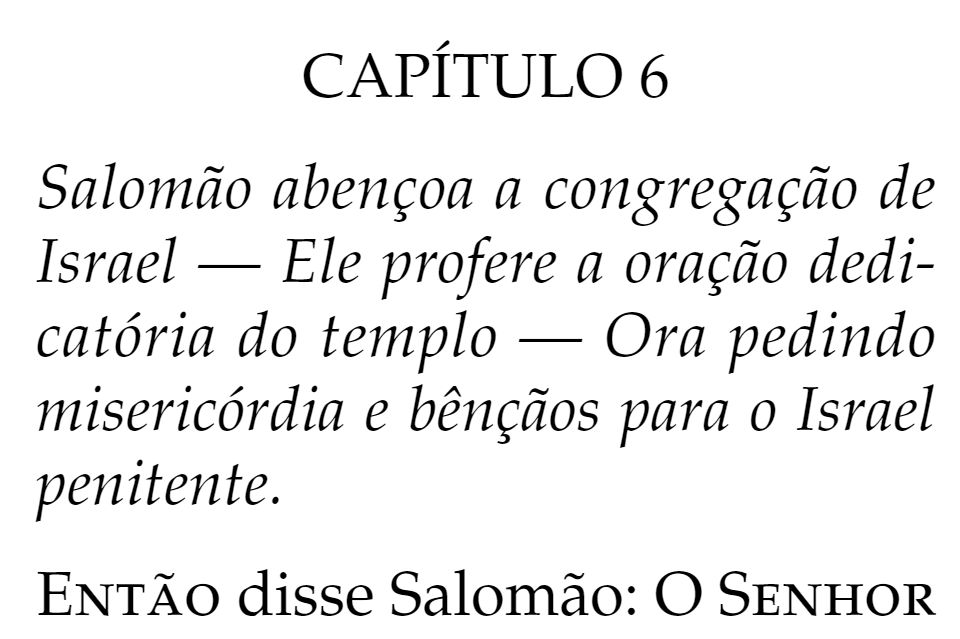 CAPÍTULO 6
Salomão abençoa a congregação de
Israel — Ele profere a oração dedi-
catória do templo — Ora pedindo
misericórdia e bênçãos para o Israel
penitente.
ENTÃO disse Salomão: O SENHOR